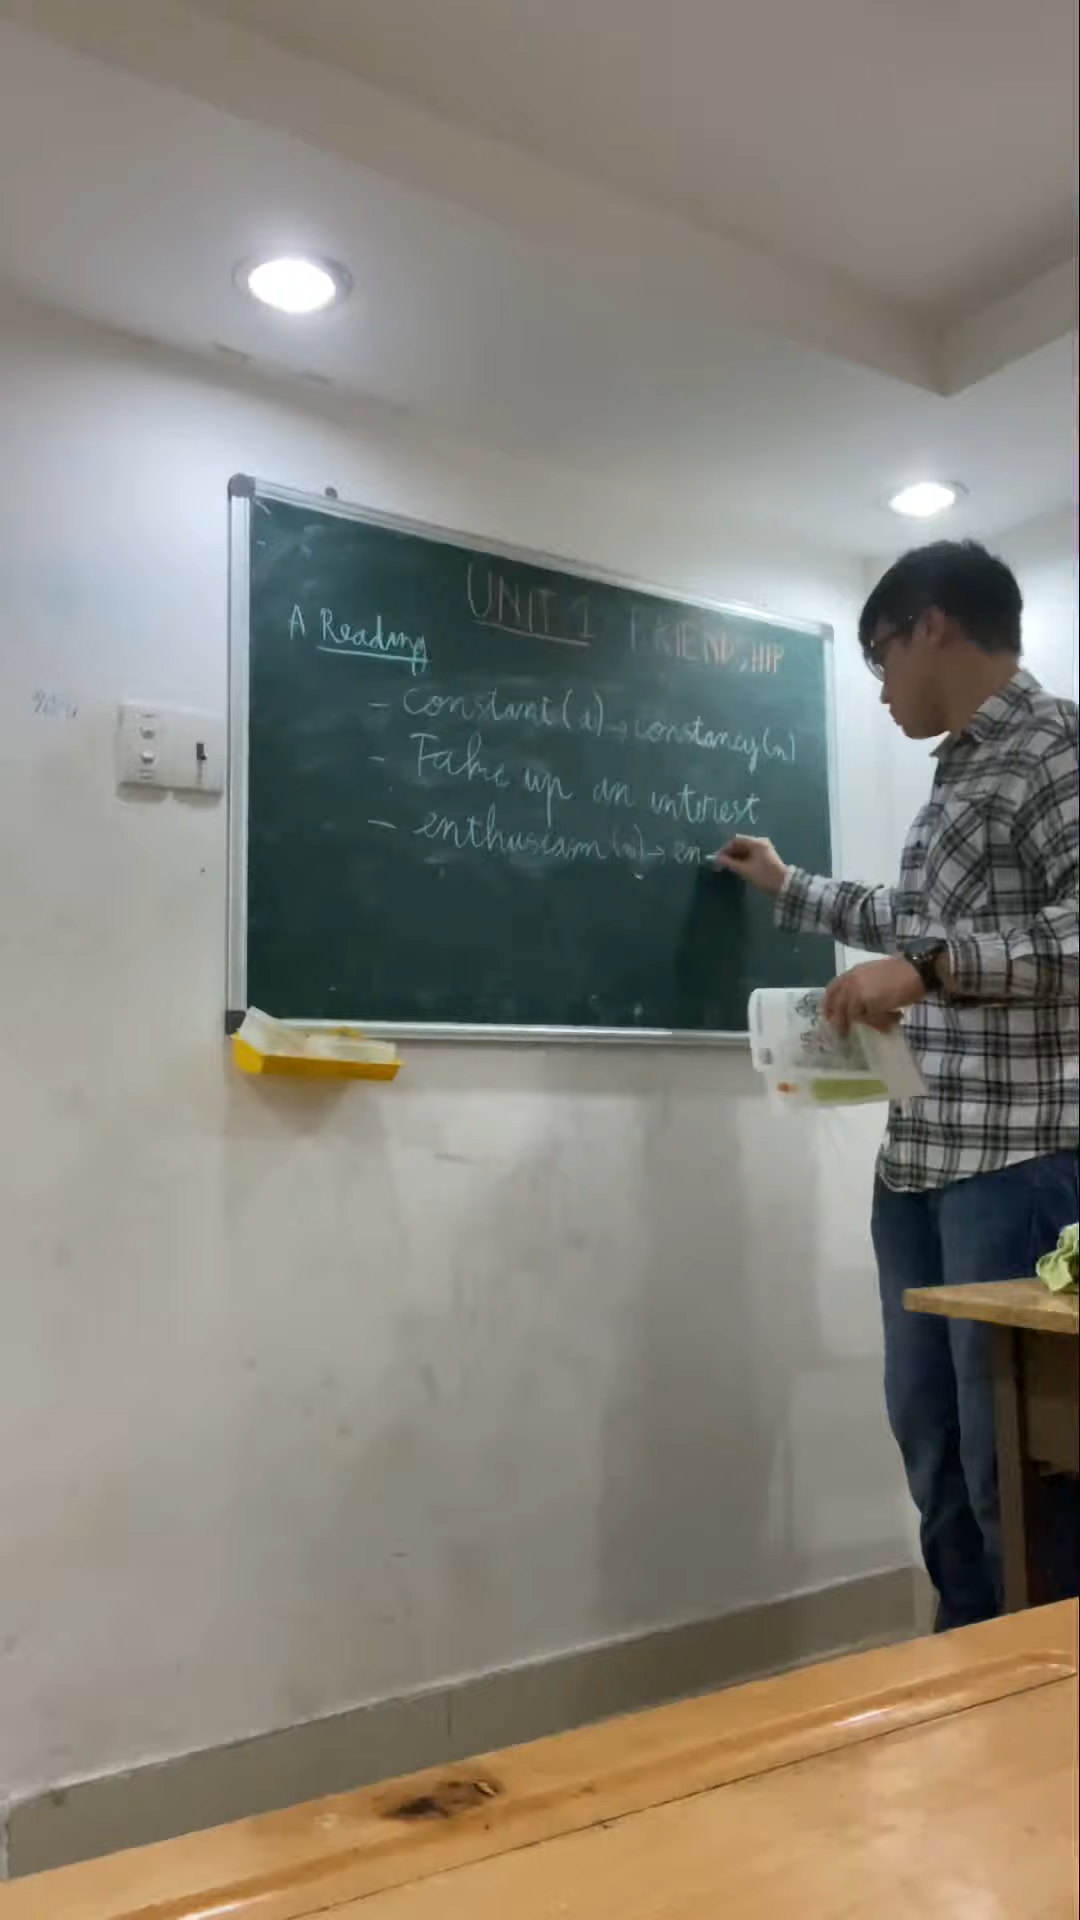 UNIT 1 FRIENDSHIP
A Reading
- Constant (a) → constancy (n)
- Take up an interest
- enthusiasm (n) → en